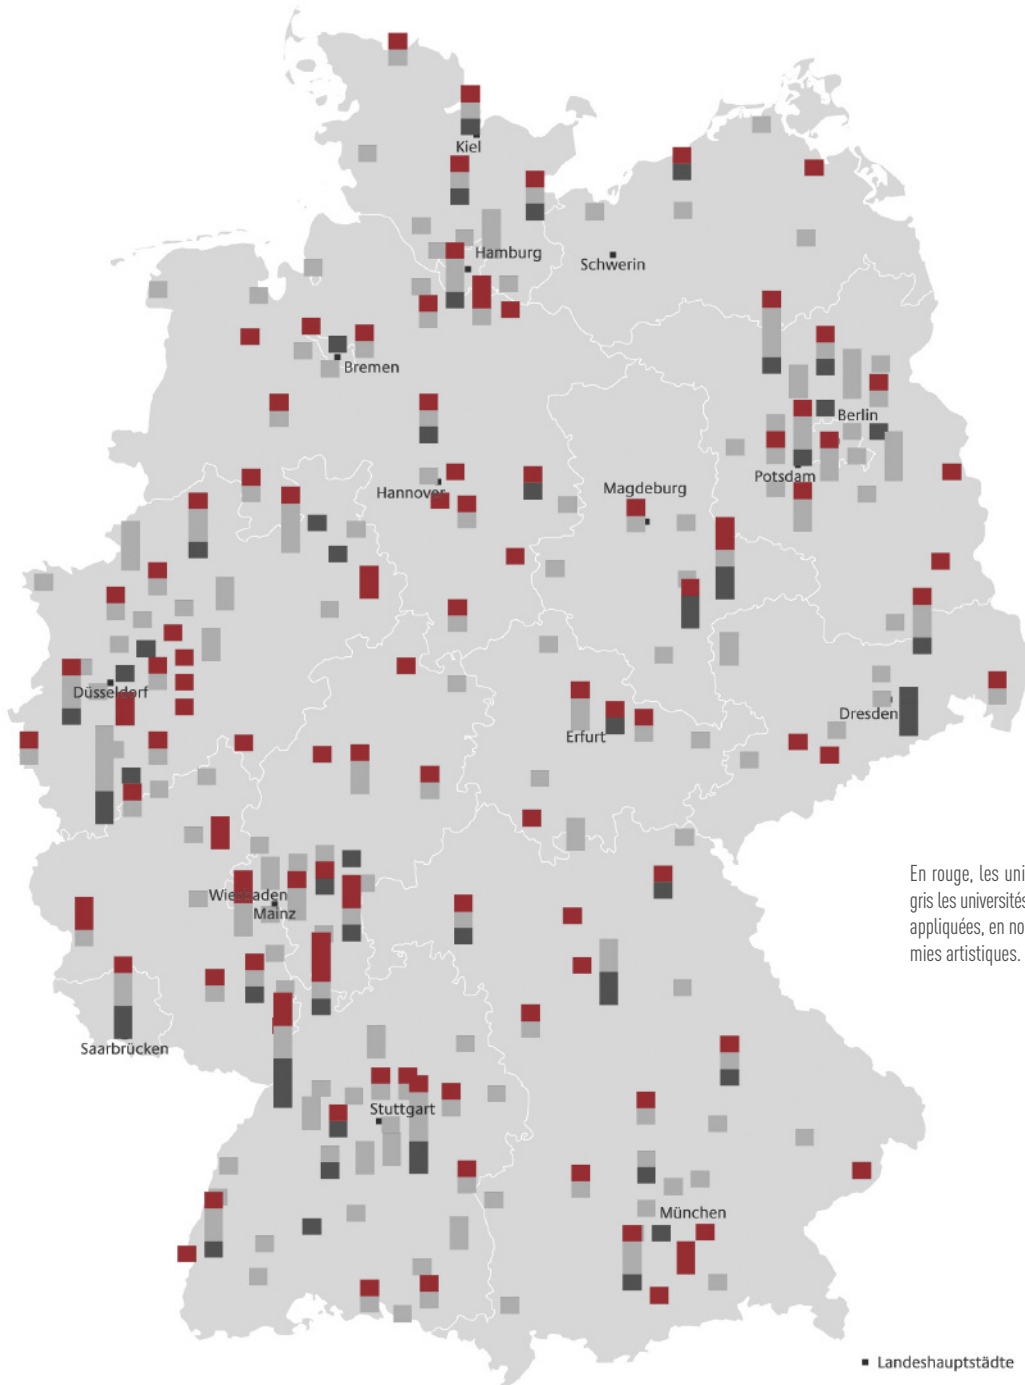 Kiel
Hamburg
Schwerin
Bremen
Berlin
Potsdam
Hannover
Magdeburg
Düsseldorf
Dresden
Erfurt
En rouge, les uni
gris les universités
appliquées, en no
mies artistiques.
Wiesbaden
Mainz
Saarbrücken
Stuttgart
München
Landeshauptstädte